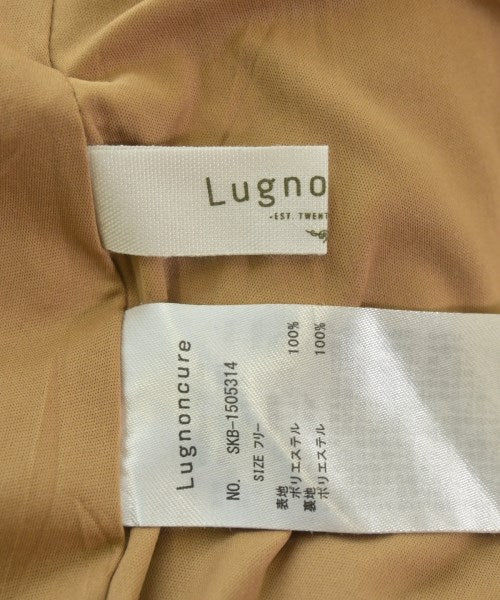 Lugno
-EST. TWENT
Lugnoncure
NO. SKB-1505314
SIZE フリー
表地
ポリエステル 100%
裏地
ポリエステル 100%